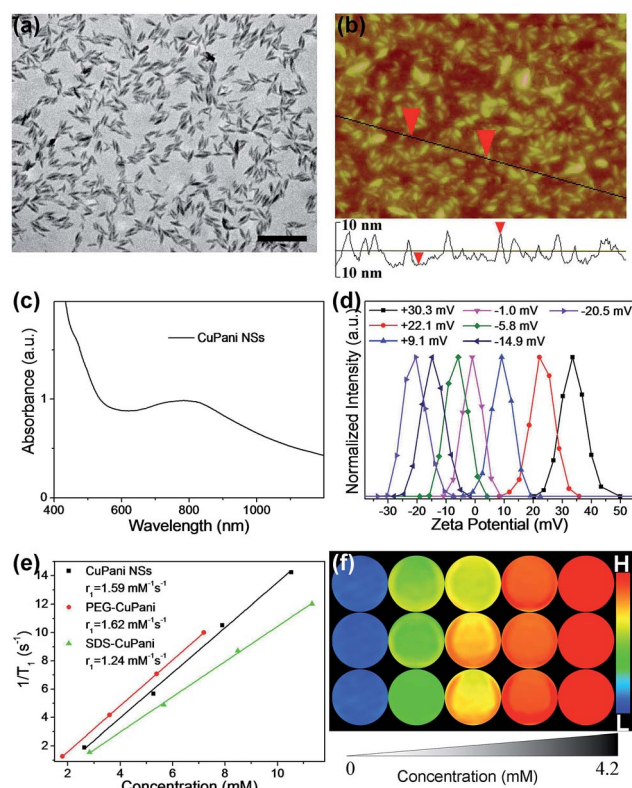 (a)
(b)
10 nm
10 nm
(c)
CuPani NSs
Absorbance (a.u.)
1
0
400 600 800 1000
Wavelength (nm)
(d)
+30.3 mV -1.0 mV -20.5 mV
+22.1 mV -5.8 mV
+9.1 mV -14.9 mV
Normalized Intensity (a.u.)
-30 -20 -10 0 10 20 30 40 50
Zeta Potential (mV)
(e)
CuPani NSs
r1=1.59 mM-1s-1
PEG-CuPani
r1=1.62 mM-1s-1
SDS-CuPani
r1=1.24 mM-1s-1
1/T1 (s-1)
14
12
10
8
6
4
2
2 4 6 8 10
Concentration (mM)
(f)
H
L
0 Concentration (mM) 4.2